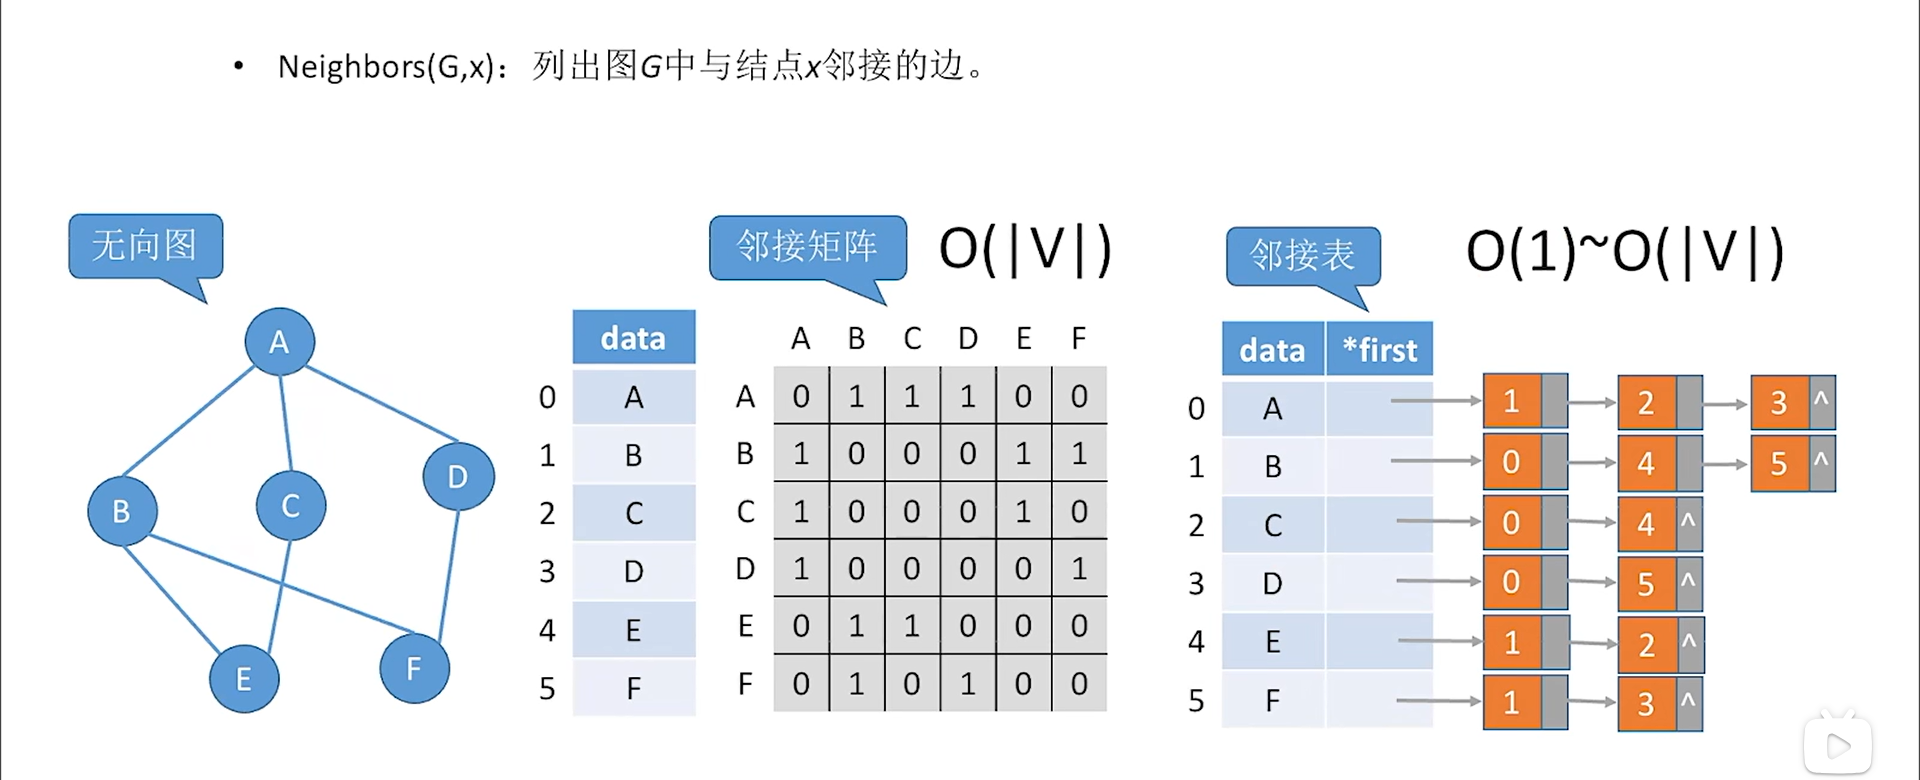 • Neighbors(G,x)：列出图G中与结点x邻接的边。
无向图
A
B
C
D
E
F
邻接矩阵
O(|V|)
data
0 A
1 B
2 C
3 D
4 E
5 F
A B C D E F
A 0 1 1 1 0 0
B 1 0 0 0 1 1
C 1 0 0 0 1 0
D 1 0 0 0 0 1
E 0 1 1 0 0 0
F 0 1 0 1 0 0
邻接表
O(1)~O(|V|)
data *first
0 A 1 2 3 ^
1 B 0 4 5 ^
2 C 0 4 ^
3 D 0 5 ^
4 E 1 2 ^
5 F 1 3 ^